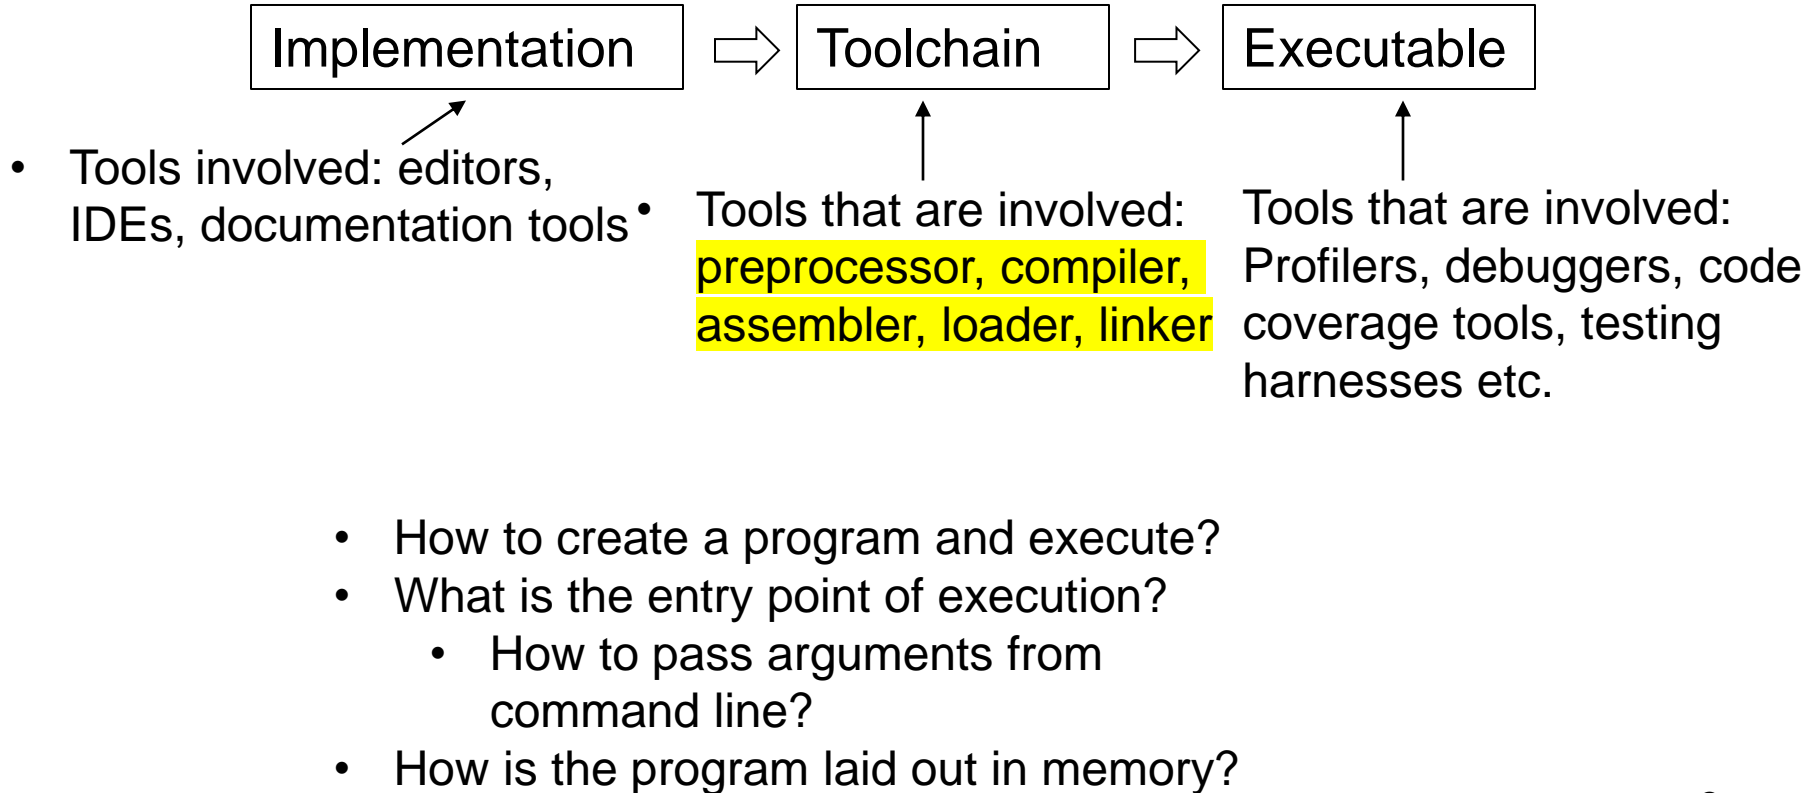 Implementation
Toolchain
Executable
• Tools involved: editors,
IDEs, documentation tools
• Tools that are involved:
preprocessor, compiler,
assembler, loader, linker
Tools that are involved:
Profilers, debuggers, code
coverage tools, testing
harnesses etc.
• How to create a program and execute?
• What is the entry point of execution?
• How to pass arguments from
command line?
• How is the program laid out in memory?